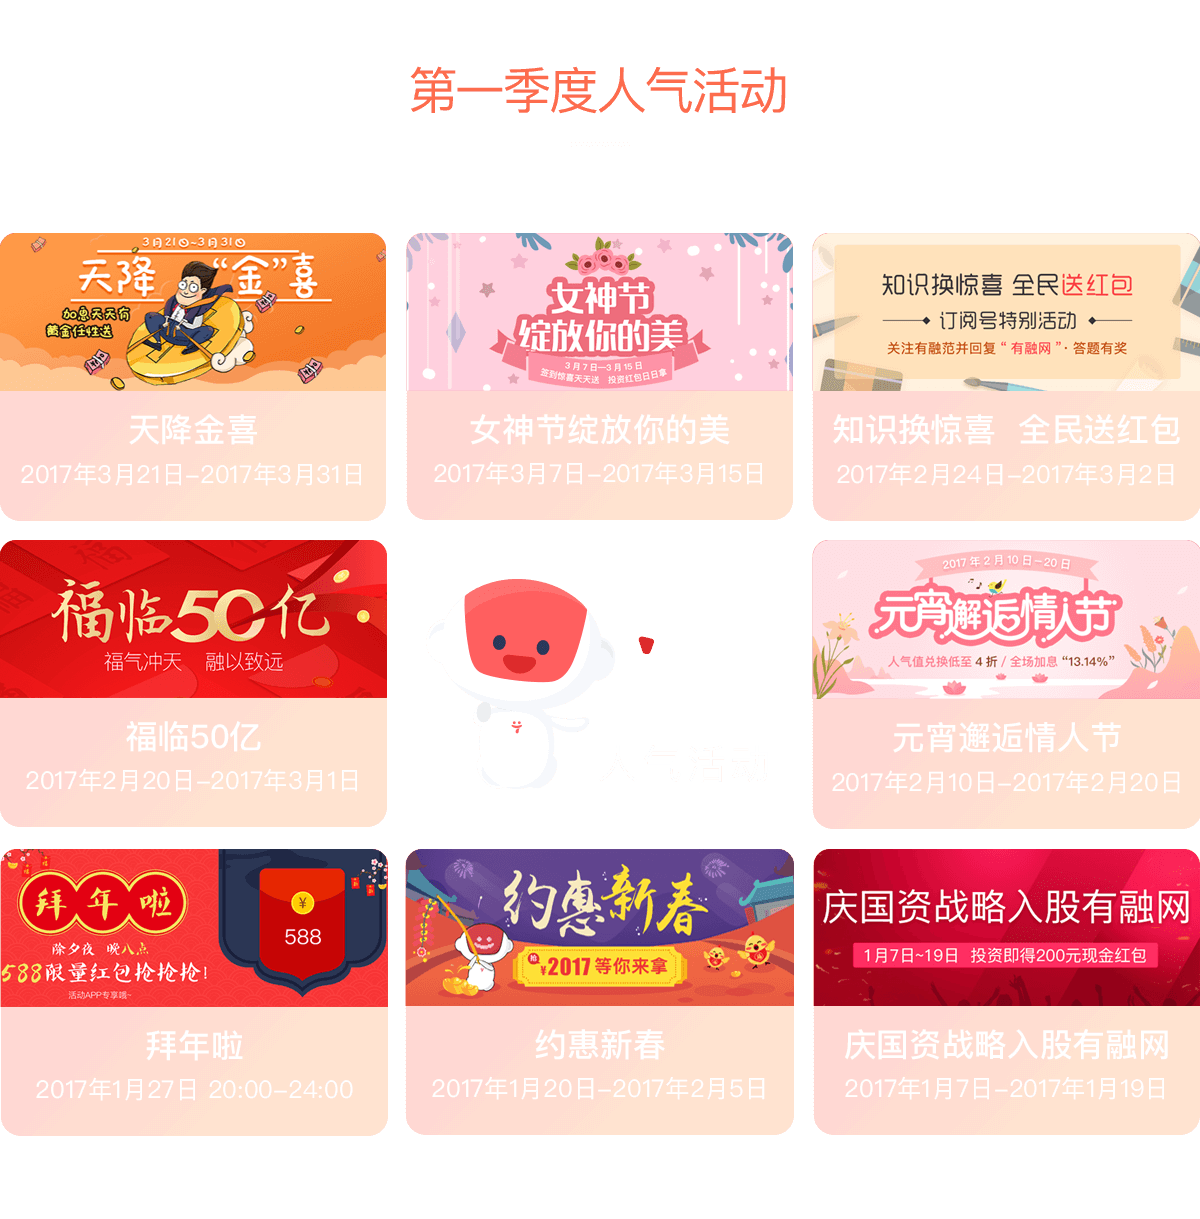 第一季度人气活动
3月21日~3月31日
天降“金”喜
加息天天有
黄金任性送
天降金喜
2017年3月21日-2017年3月31日
女神节
绽放你的美
3月7日—3月15日
签到惊喜天天送 投资红包日日拿
女神节绽放你的美
2017年3月7日-2017年3月15日
知识换惊喜 全民送红包
订阅号特别活动
关注有融范并回复“有融网”· 答题有奖
知识换惊喜 全民送红包
2017年2月24日-2017年3月2日
福临50亿
福气冲天 融以致远
福临50亿
2017年2月20日-2017年3月1日
人气活动
2017年2月10日-20日
元宵邂逅情人节
人气值兑换低至4折 / 全场加息“13.14%”
元宵邂逅情人节
2017年2月10日-2017年2月20日
拜年啦
除夕夜 晚八点
588限量红包抢抢抢!
活动APP专享哦~
¥
588
拜年啦
2017年1月27日 20:00-24:00
约惠新春
抢
¥2017等你来拿
约惠新春
2017年1月20日-2017年2月5日
庆国资战略入股有融网
1月7日~19日 投资即得200元现金红包
庆国资战略入股有融网
2017年1月7日-2017年1月19日